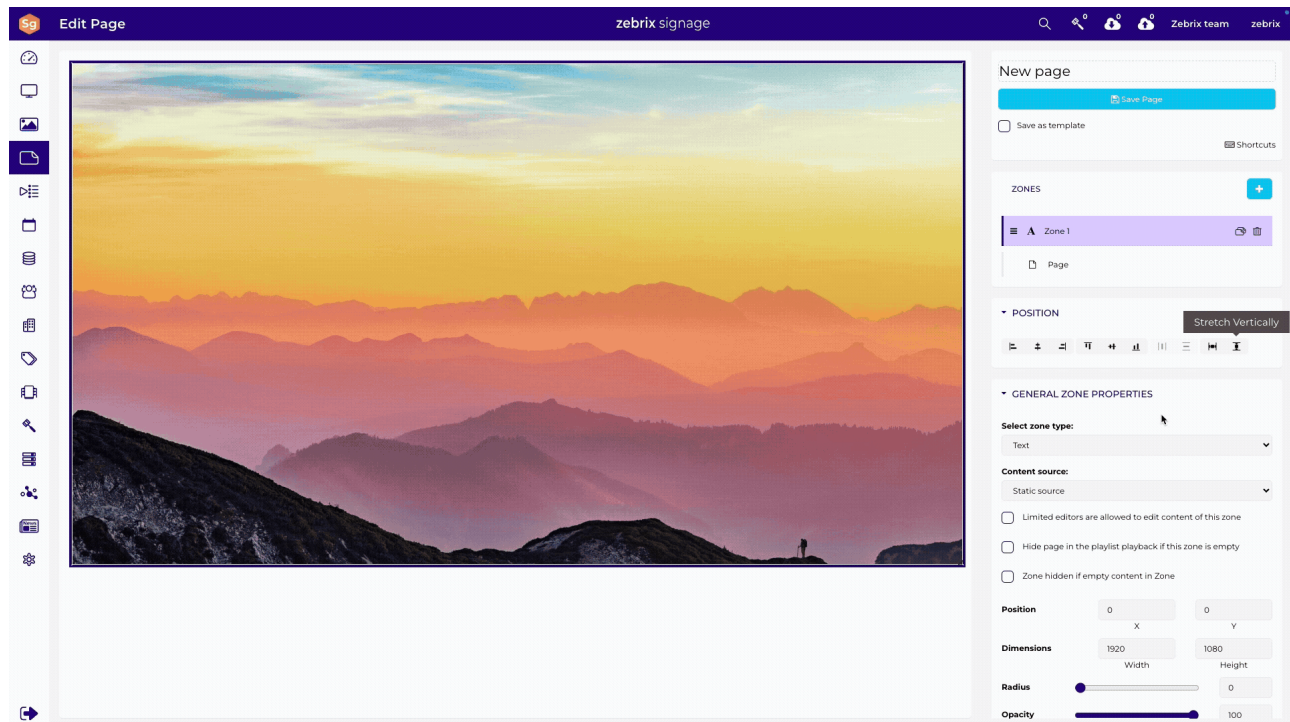 Sg Edit Page zebrix signage 0 0 0 Zebrix team zebrix
New page
Save Page
Save as template
Shortcuts
ZONES +
A Zone 1
Page
POSITION
Stretch Vertically
GENERAL ZONE PROPERTIES
Select zone type:
Text
Content source:
Static source
Limited editors are allowed to edit content of this zone
Hide page in the playlist playback if this zone is empty
Zone hidden if empty content in Zone
Position 0 0
X Y
Dimensions 1920 1080
Width Height
Radius 0
Opacity 100